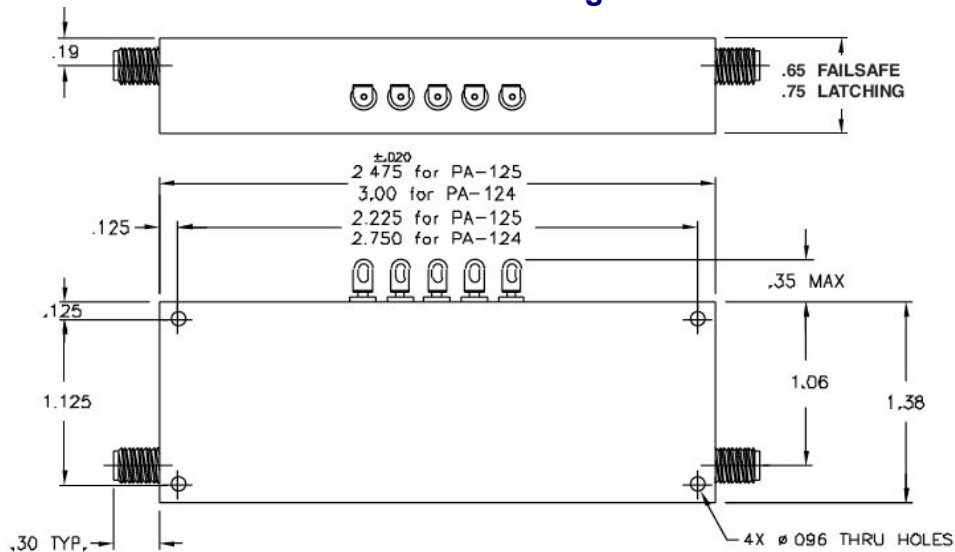 .19
.65 FAILSAFE
.75 LATCHING
±.020
2.475 for PA-125
3.00 for PA-124
.125
2.225 for PA-125
2.750 for PA-124
.35 MAX
.125
1.125
1.06
1.38
.30 TYP.
4X ø.096 THRU HOLES